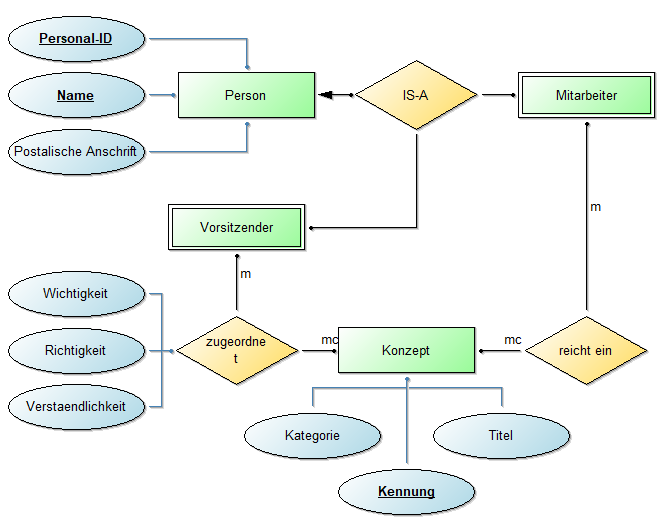 Personal-ID
Name
Person
IS-A
Mitarbeiter
Postalische Anschrift
m
Vorsitzender
m
Wichtigkeit
zugeordne
t
mc
Konzept
mc
reicht ein
Richtigkeit
Verstaendlichkeit
Kategorie
Titel
Kennung